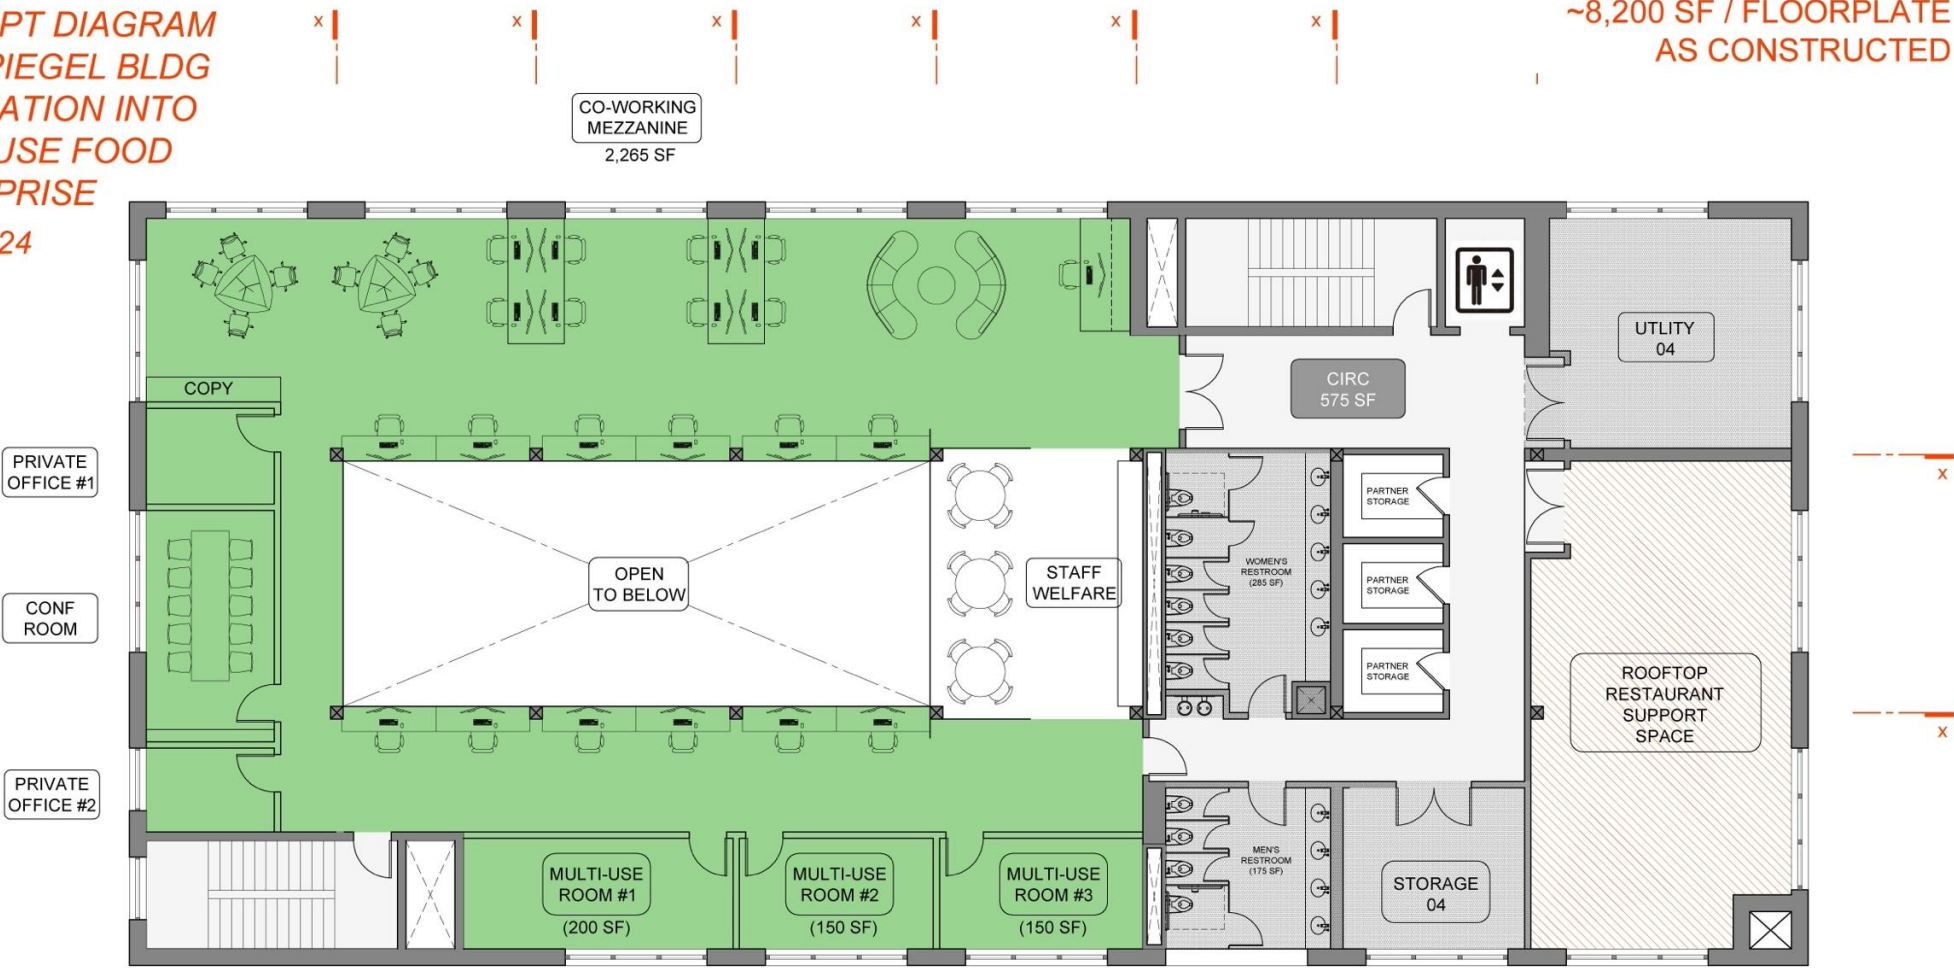 PT DIAGRAM
PIEGEL BLDG
ATION INTO
USE FOOD
PRISE
24
x
x
x
x
x
x
~8,200 SF / FLOORPLATE
AS CONSTRUCTED
CO-WORKING
MEZZANINE
2,265 SF
COPY
CIRC
575 SF
UTLITY
04
PRIVATE
OFFICE #1
x
PARTNER
STORAGE
OPEN
TO BELOW
STAFF
WELFARE
WOMEN'S
RESTROOM
(285 SF)
PARTNER
STORAGE
CONF
ROOM
PARTNER
STORAGE
ROOFTOP
RESTAURANT
SUPPORT
SPACE
x
PRIVATE
OFFICE #2
MULTI-USE
ROOM #1
(200 SF)
MULTI-USE
ROOM #2
(150 SF)
MULTI-USE
ROOM #3
(150 SF)
MEN'S
RESTROOM
(175 SF)
STORAGE
04